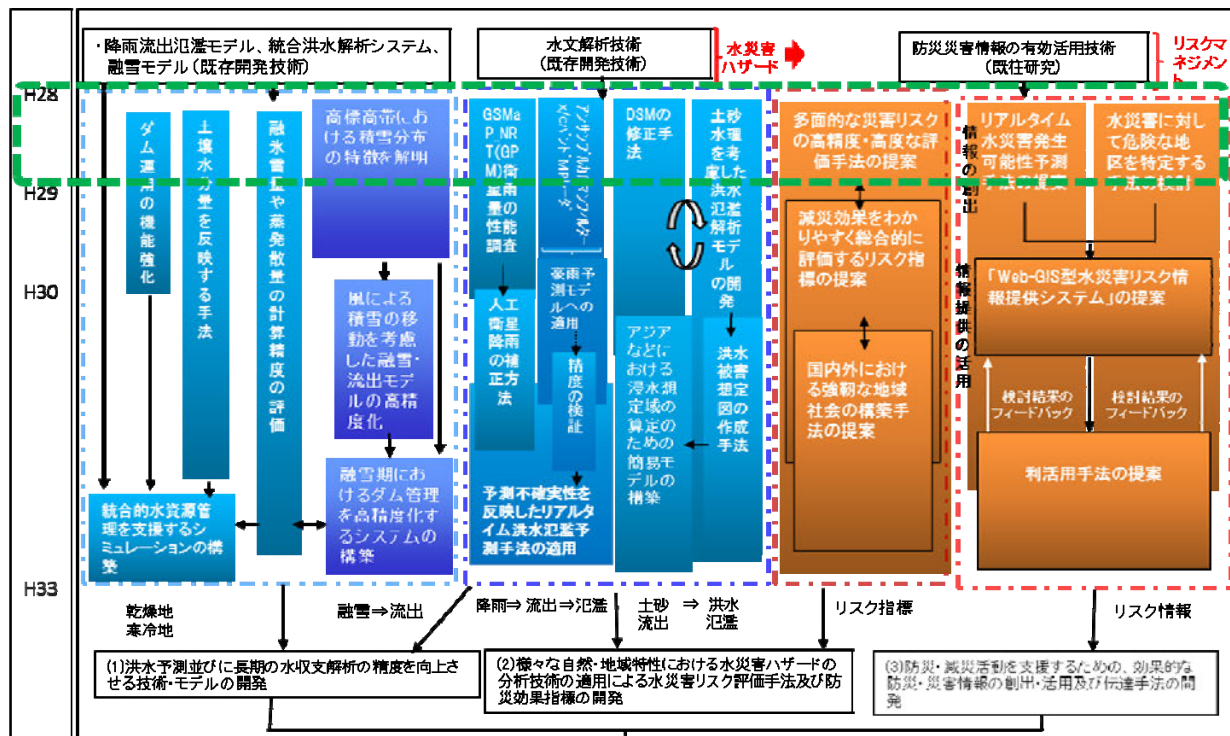 ・降雨流出氾濫モデル、統合洪水解析システム、
融雪モデル（既存開発技術）
水文解析技術
（既存開発技術）
水災害
ハザード
防災災害情報の有効活用技術
（既往研究）
リスクマ
ネジメン
ト
H28
H29
H30
H33
ダム運用の機能強化
土壌水分量を反映する手法
融氷雪量や蒸発散量の計算精度の評価
高標高帯にお
ける積雪分布
の特徴を解明
風による
積雪の移
動を考慮
した融雪・
流出モデ
ルの高精
度化
融雪期にお
けるダム管理
を高精度化す
るシステムの
構築
統合的水資源管
理を支援するシ
ミュレーションの構
築
GSMa
P_NR
T(GP
M)衛
星雨
量の
性能
調査
人工
衛星
降雨
の補
正方
法
豪雨予
測モデ
ルへの
適用
精度の検証
予測不確実性を
反映したリアルタ
イム洪水氾濫予
測手法の適用
DSMの
修正手
法
アジア
などに
おける
浸水想
定域の
算定の
ための
簡易モ
デルの
構築
土砂
水理
を考
慮し
た洪
水氾
濫解
析モ
デル
の開
発
洪水
被害
想定
図の
作成
手法
多面的な災害リスク
の高精度・高度な評
価手法の提案
減災効果をわか
りやすく総合的に
評価するリスク指
標の提案
国内外にお
ける強靭な地域
社会の構築手
法の提案
情報の創出
情報提供の活用
リアルタイム
水災害発生
可能性予測
手法の提案
水災害に対し
て危険な地
区を特定する
手法の検討
「Web-GIS型水災害リスク情
報提供システム」の提案
検討結果の
フィードバック
検討結果の
フィードバック
利活用手法の提案
乾燥地
寒冷地
融雪⇒流出
降雨⇒流出⇒氾濫
土砂 ⇒ 洪水
流出 氾濫
リスク指標
リスク情報
(1)洪水予測並びに長期の水収支解析の精度を向上さ
せる技術・モデルの開発
(2)様々な自然・地域特性における水災害ハザードの
分析技術の適用による水災害リスク評価手法及び防
災効果指標の開発
(3)防災・減災活動を支援するための、効果的な
防災・災害情報の創出・活用及び伝達手法の開
発